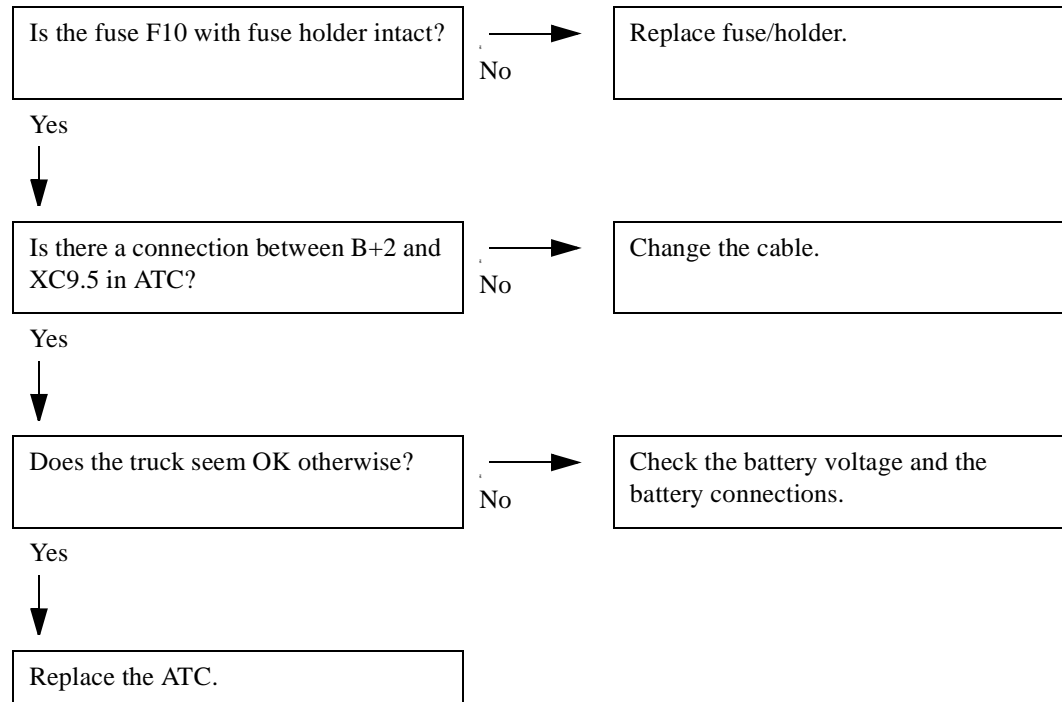 Is the fuse F10 with fuse holder intact?
No
Replace fuse/holder.
Yes
Is there a connection between B+2 and
XC9.5 in ATC?
No
Change the cable.
Yes
Does the truck seem OK otherwise?
No
Check the battery voltage and the
battery connections.
Yes
Replace the ATC.